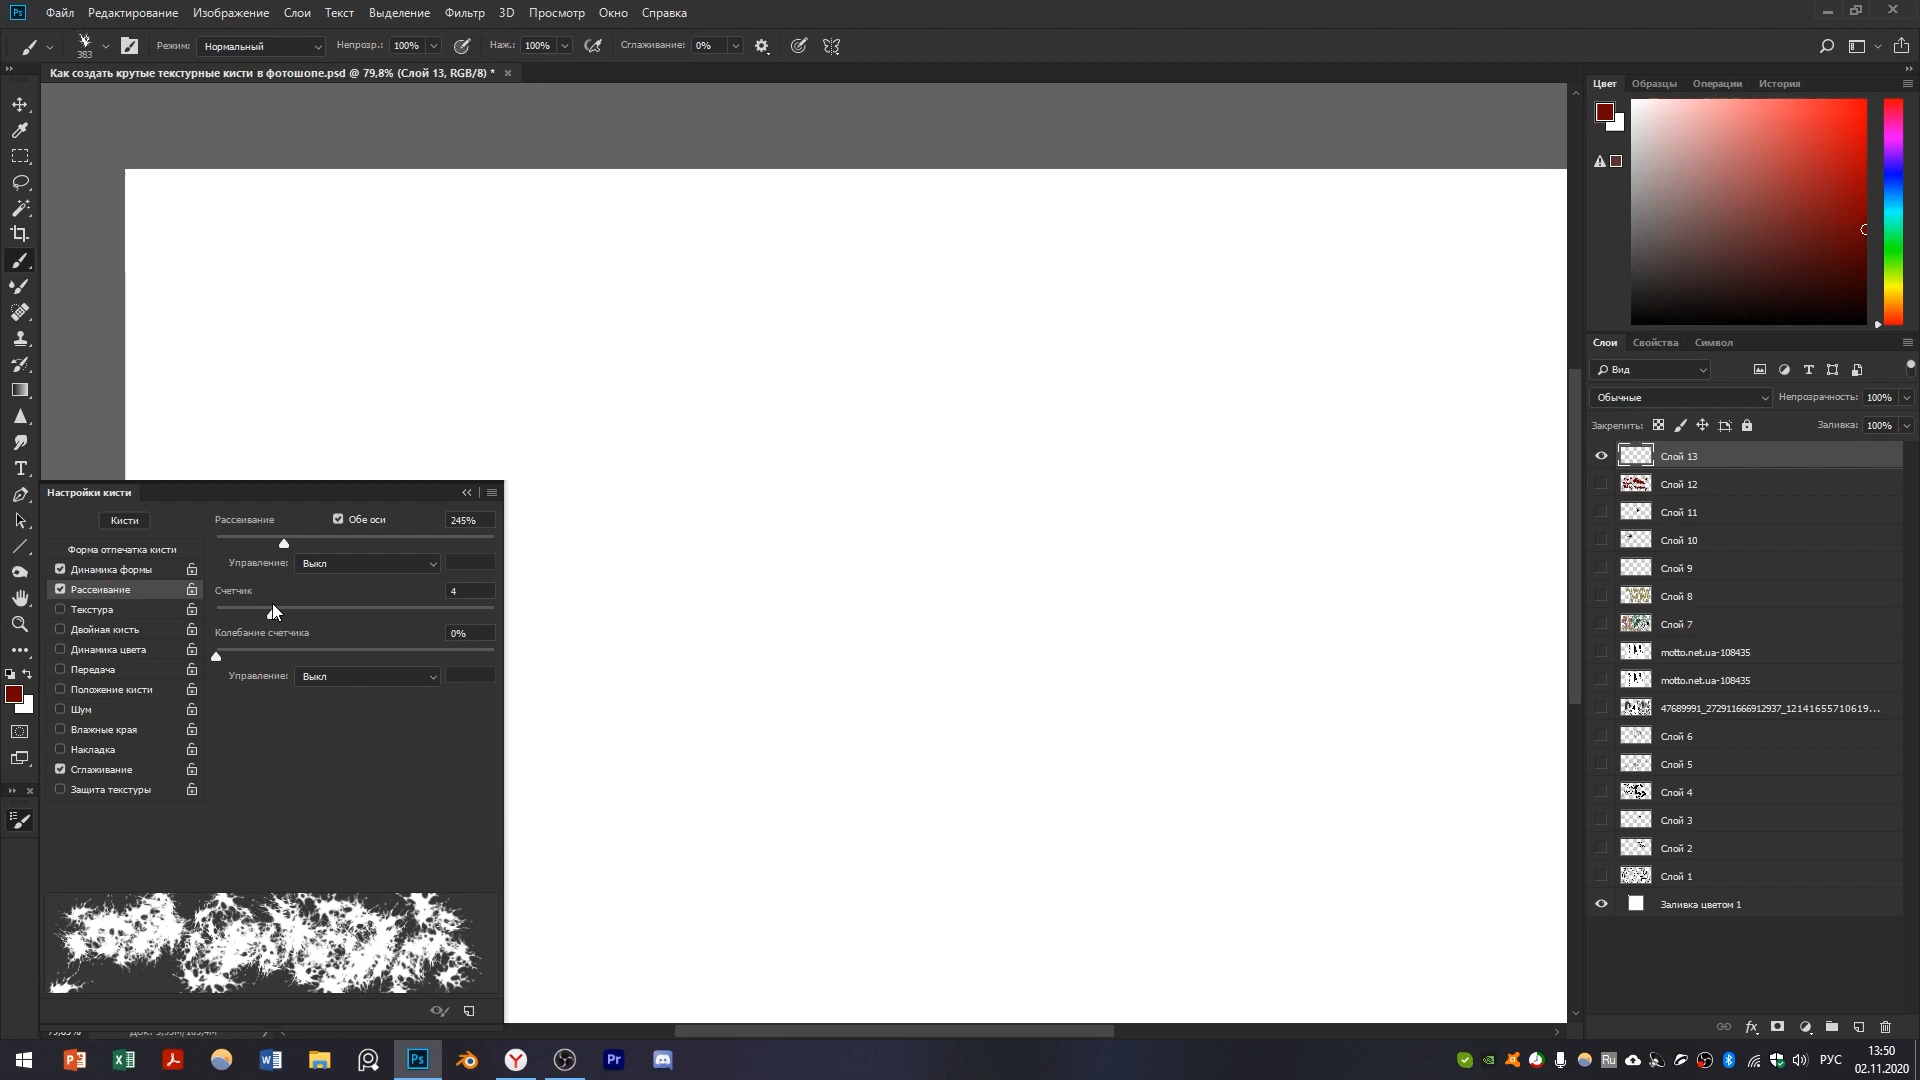 Ps Файл Редактирование Изображение Слои Текст Выделение Фильтр 3D Просмотр Окно Справка
383 Режим: Нормальный Непрозр.: 100% Наж.: 100% Сглаживание: 0%
Как создать крутые текстурные кисти в фотошопе.psd @ 79,8% (Слой 13, RGB/8) *
Цвет Образцы Операции История
Слои Свойства Символ
Вид
Обычные Непрозрачность: 100%
Закрепить: Заливка: 100%
Слой 13
Слой 12
Слой 11
Слой 10
Слой 9
Слой 8
Слой 7
motto.net.ua-108435
motto.net.ua-108435
47689991_272911666912937_12141655710619...
Слой 6
Слой 5
Слой 4
Слой 3
Слой 2
Слой 1
Заливка цветом 1
Настройки кисти
Кисти
Форма отпечатка кисти
Динамика формы
Рассеивание
Текстура
Двойная кисть
Динамика цвета
Передача
Положение кисти
Шум
Влажные края
Накладка
Сглаживание
Защита текстуры
Рассеивание Обе оси 245%
Управление: Выкл
Счетчик 4
Колебание счетчика 0%
Управление: Выкл
Ps Pr Ru РУС
13:50
02.11.2020